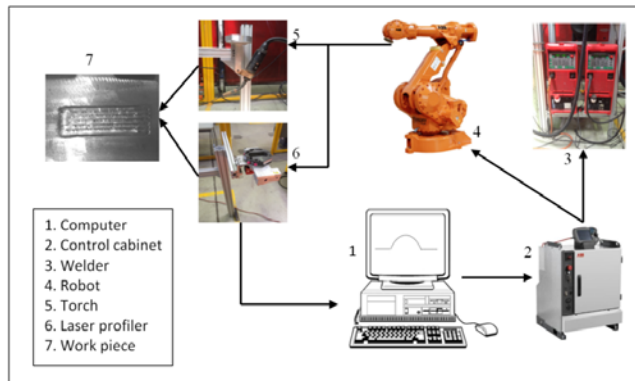 7
5
6
4
3
1. Computer
2. Control cabinet
3. Welder
4. Robot
5. Torch
6. Laser profiler
7. Work piece
1
2